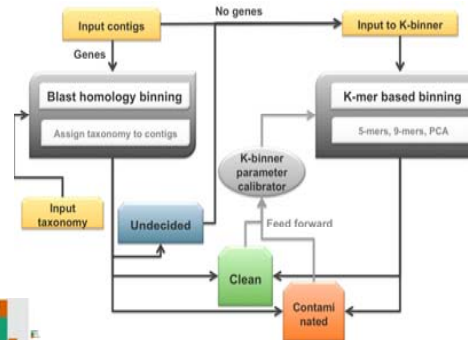 No genes
Input contigs
Input to K-binner
Genes
Blast homology binning
Assign taxonomy to contigs
K-mer based binning
5-mers, 9-mers, PCA
K-binner
parameter
calibrator
Input
taxonomy
Undecided
Feed forward
Clean
Contami
nated